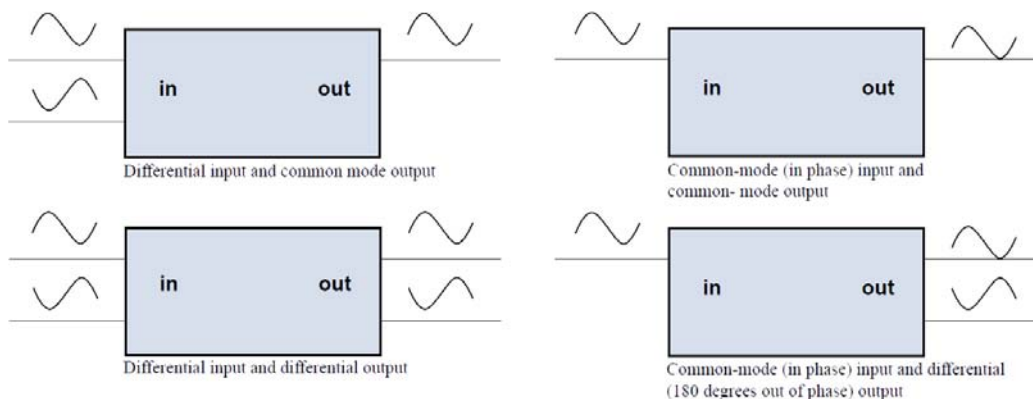 in out
Differential input and common mode output
in out
Common-mode (in phase) input and
common- mode output
in out
Differential input and differential output
in out
Common-mode (in phase) input and differential
(180 degrees out of phase) output